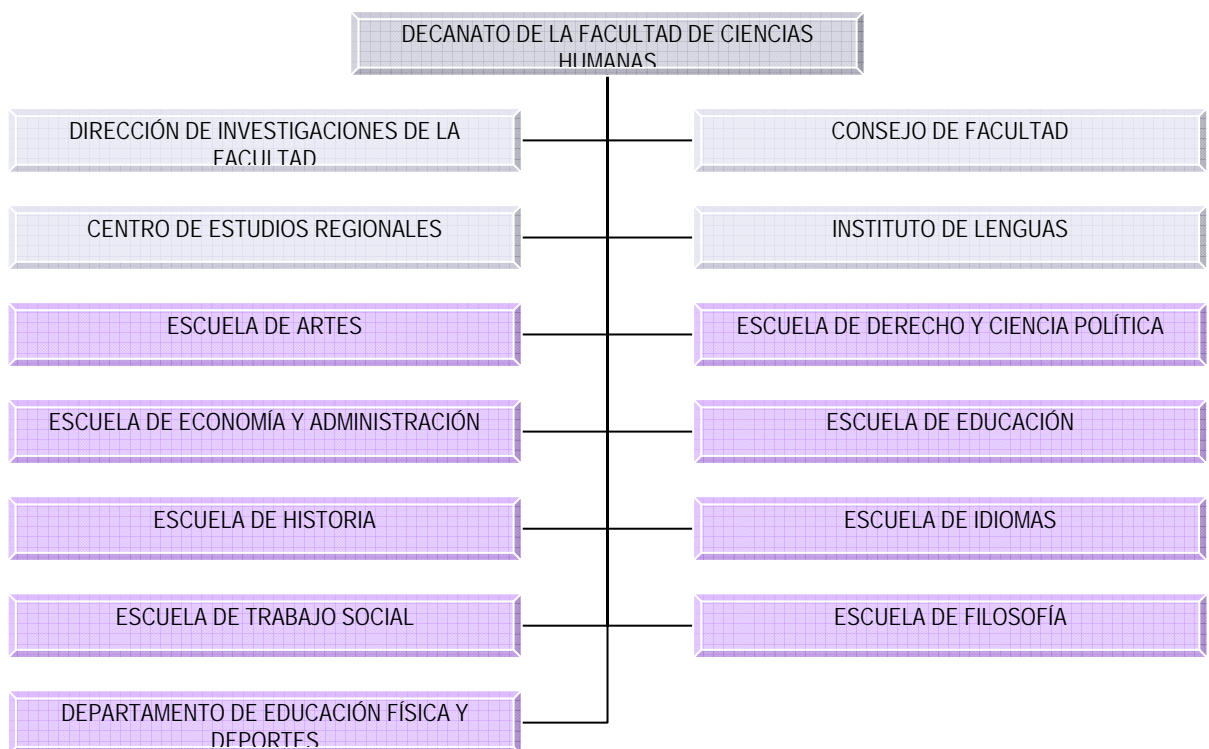 DECANATO DE LA FACULTAD DE CIENCIAS
HUMANAS
DIRECCIÓN DE INVESTIGACIONES DE LA
FACULTAD
CONSEJO DE FACULTAD
CENTRO DE ESTUDIOS REGIONALES
INSTITUTO DE LENGUAS
ESCUELA DE ARTES
ESCUELA DE DERECHO Y CIENCIA POLÍTICA
ESCUELA DE ECONOMÍA Y ADMINISTRACIÓN
ESCUELA DE EDUCACIÓN
ESCUELA DE HISTORIA
ESCUELA DE IDIOMAS
ESCUELA DE TRABAJO SOCIAL
ESCUELA DE FILOSOFÍA
DEPARTAMENTO DE EDUCACIÓN FÍSICA Y
DEPORTES